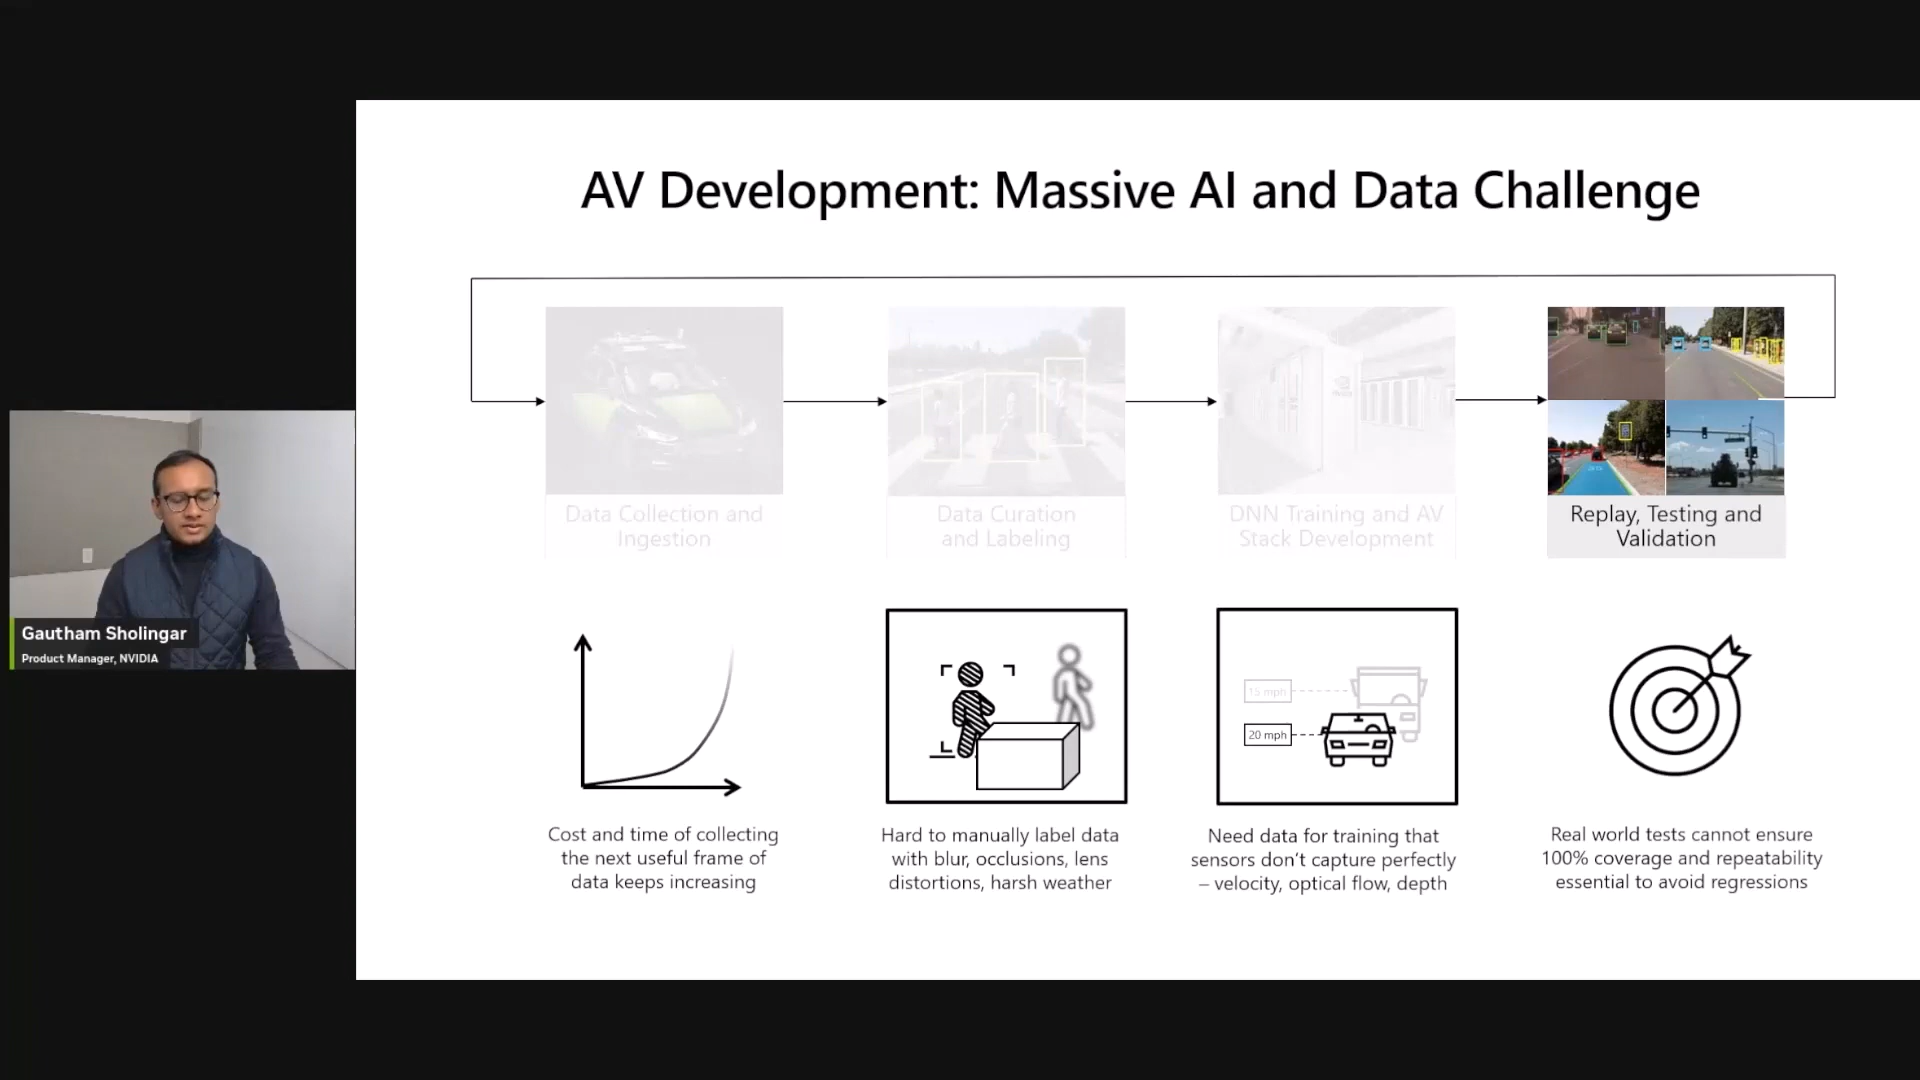 AV Development: Massive AI and Data Challenge
Data Collection and
Ingestion
Data Curation
and Labeling
DNN Training and AV
Stack Development
Replay, Testing and
Validation
Gautham Sholingar
Product Manager, NVIDIA
15 mph
20 mph
Cost and time of collecting
the next useful frame of
data keeps increasing
Hard to manually label data
with blur, occlusions, lens
distortions, harsh weather
Need data for training that
sensors don't capture perfectly
– velocity, optical flow, depth
Real world tests cannot ensure
100% coverage and repeatability
essential to avoid regressions